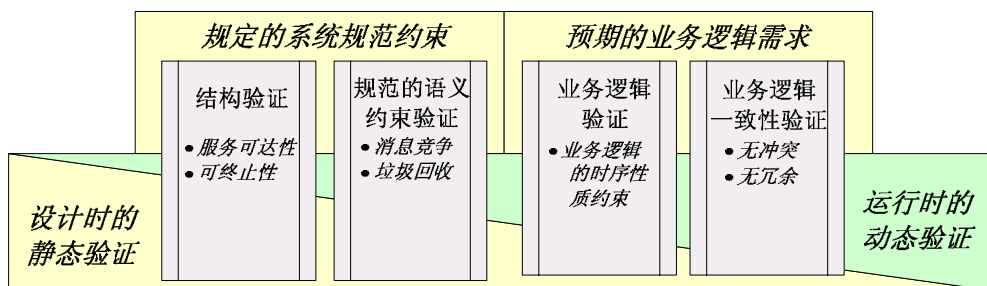 规定的系统规范约束
预期的业务逻辑需求
结构验证
● 服务可达性
● 可终止性
规范的语义
约束验证
● 消息竞争
● 垃圾回收
业务逻辑
验证
● 业务逻辑
的时序性
质约束
业务逻辑
一致性验证
● 无冲突
● 无冗余
设计时的
静态验证
运行时的
动态验证